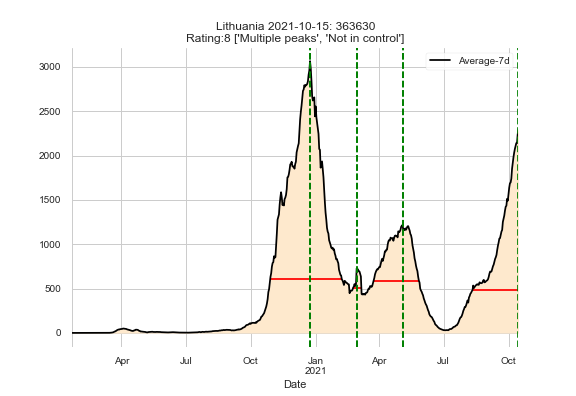 Lithuania 2021-10-15: 363630
Rating:8 ['Multiple peaks', 'Not in control']
Average-7d
3000
2500
2000
1500
1000
500
0
Apr
Jul
Oct
Jan
2021
Apr
Jul
Oct
Date